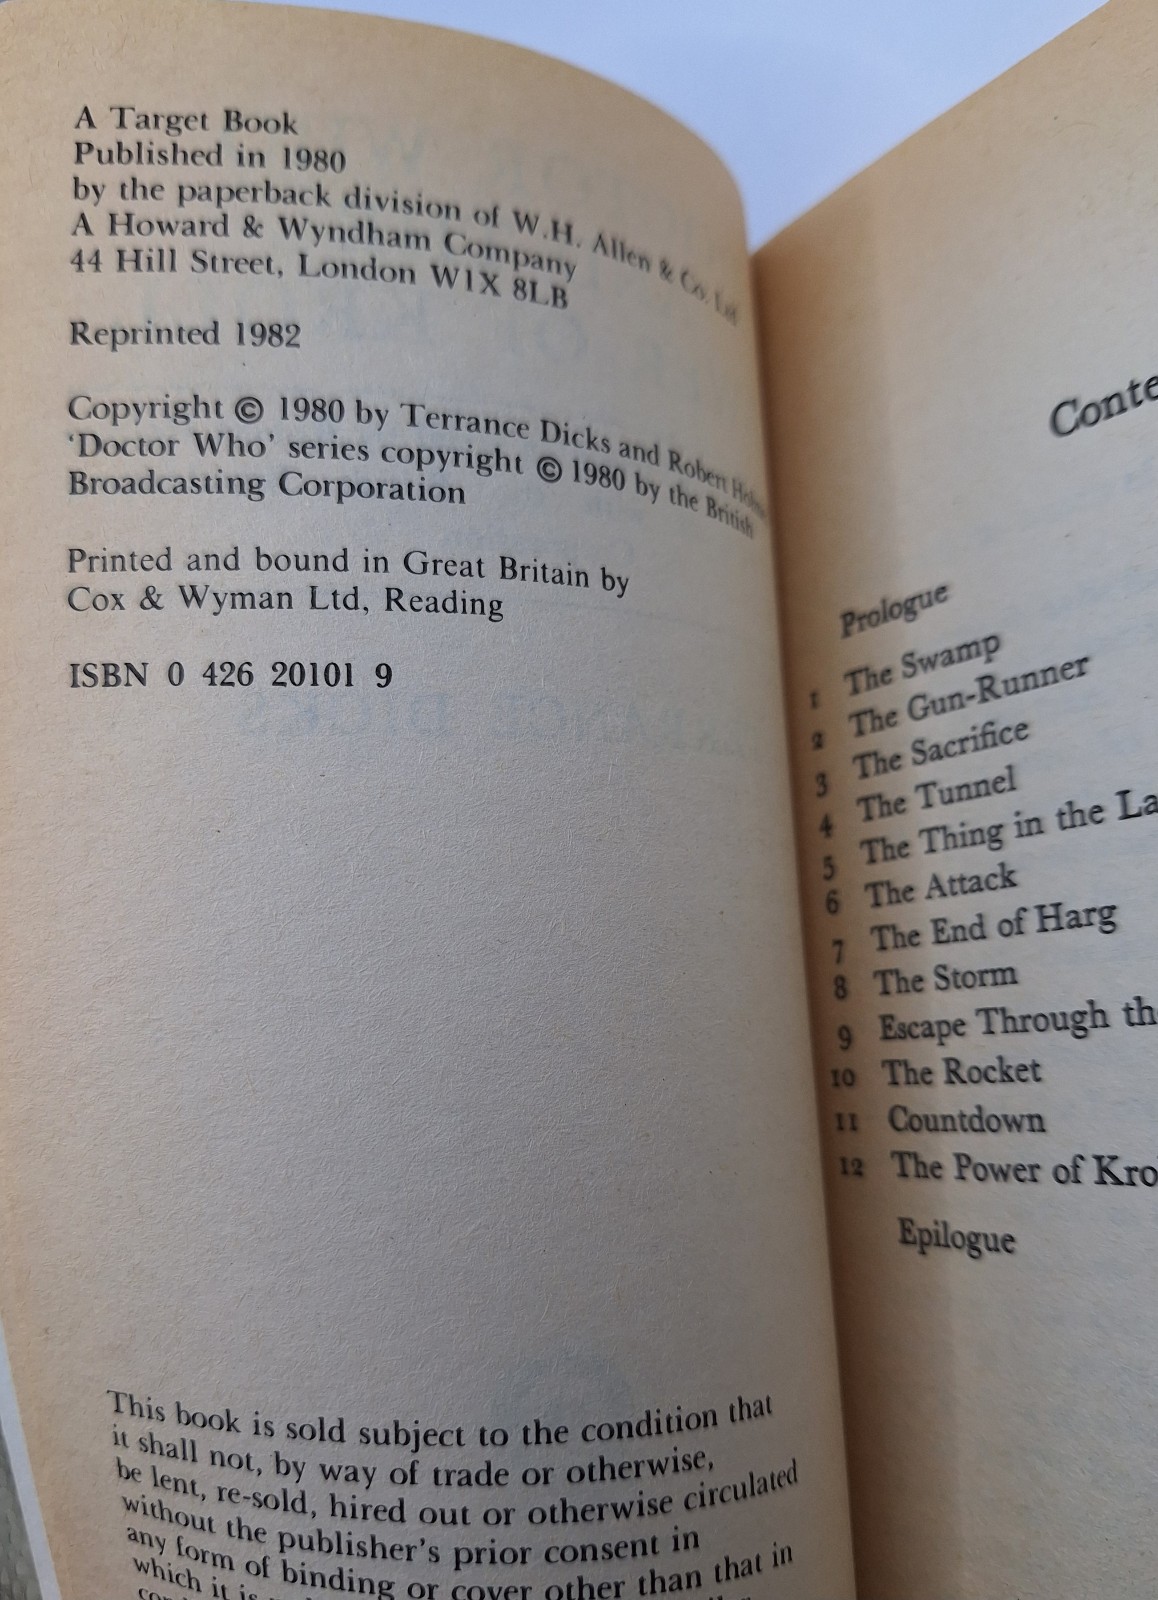 A Target Book
Published in 1980
by the paperback division of W.H. Allen & Co. Ltd
A Howard & Wyndham Company
44 Hill Street, London W1X 8LB
Reprinted 1982
Copyright © 1980 by Terrance Dicks and Robert
'Doctor Who' series copyright © 1980 by the British
Broadcasting Corporation
Printed and bound in Great Britain by
Cox & Wyman Ltd, Reading
ISBN 0 426 20101 9
This book is sold subject to the condition that
it shall not, by way of trade or otherwise,
be lent, re-sold, hired out or otherwise circulated
without the publisher's prior consent in
any form of binding or cover other than that in
which it is
Conte
Prologue
1 The Swamp
2 The Gun-Runner
3 The Sacrifice
4 The Tunnel
5 The Thing in the La
6 The Attack
7 The End of Harg
8 The Storm
9 Escape Through th
10 The Rocket
11 Countdown
12 The Power of Kro
Epilogue